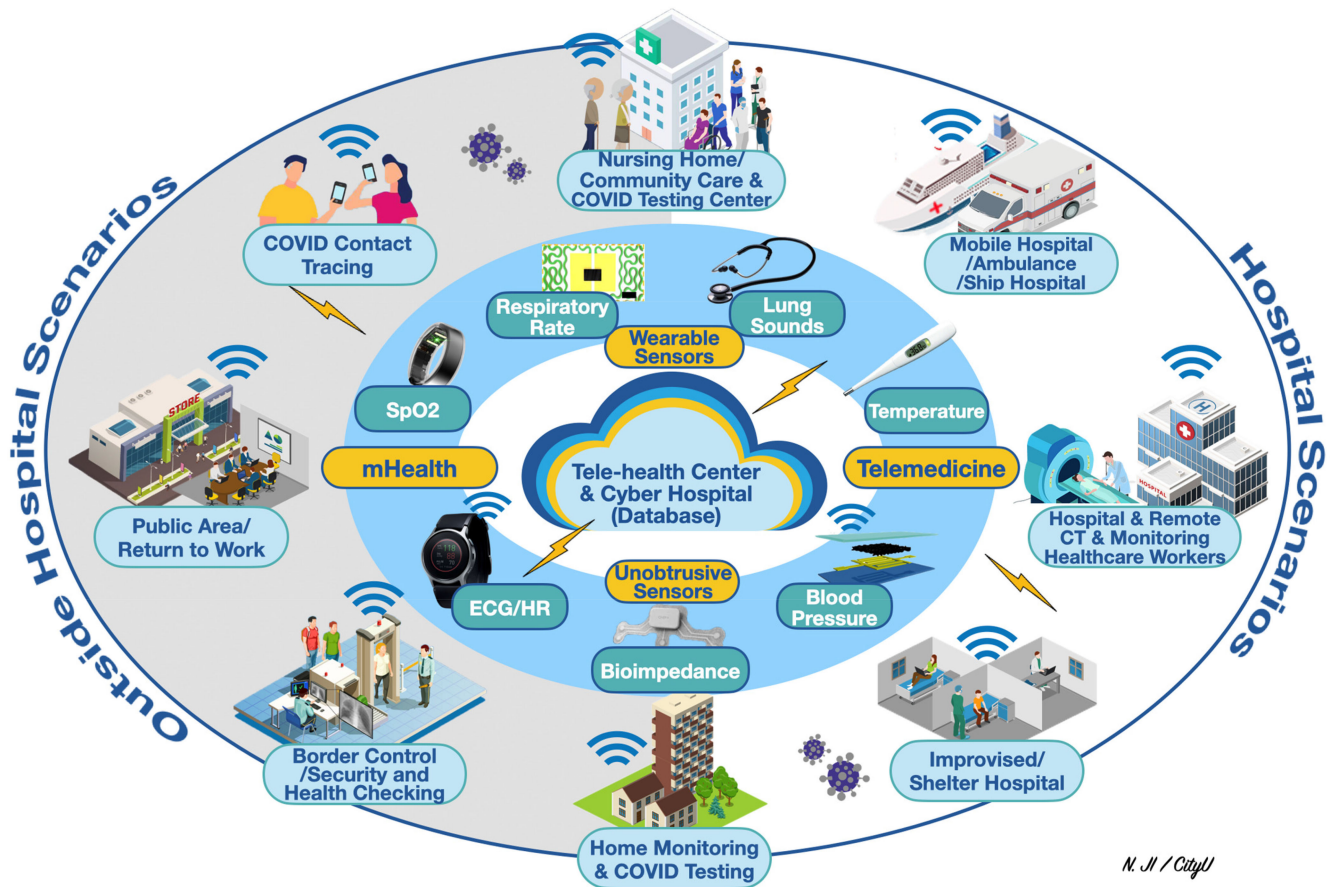 Nursing Home/
Community Care &
COVID Testing Center
COVID Contact
Tracing
Mobile Hospital
/Ambulance
/Ship Hospital
Outside Hospital Scenarios
Hospital Scenarios
Respiratory
Rate
Lung
Sounds
Wearable
Sensors
36.8
SpO2
Temperature
STORE
mHealth
Tele-health Center
& Cyber Hospital
(Database)
Telemedicine
H
HOSPITAL
Public Area/
Return to Work
Hospital & Remote
CT & Monitoring
Healthcare Workers
ECG/HR
Unobtrusive
Sensors
Blood
Pressure
Bioimpedance
Border Control
/Security and
Health Checking
Improvised/
Shelter Hospital
Home Monitoring
& COVID Testing
N. JI / CityU